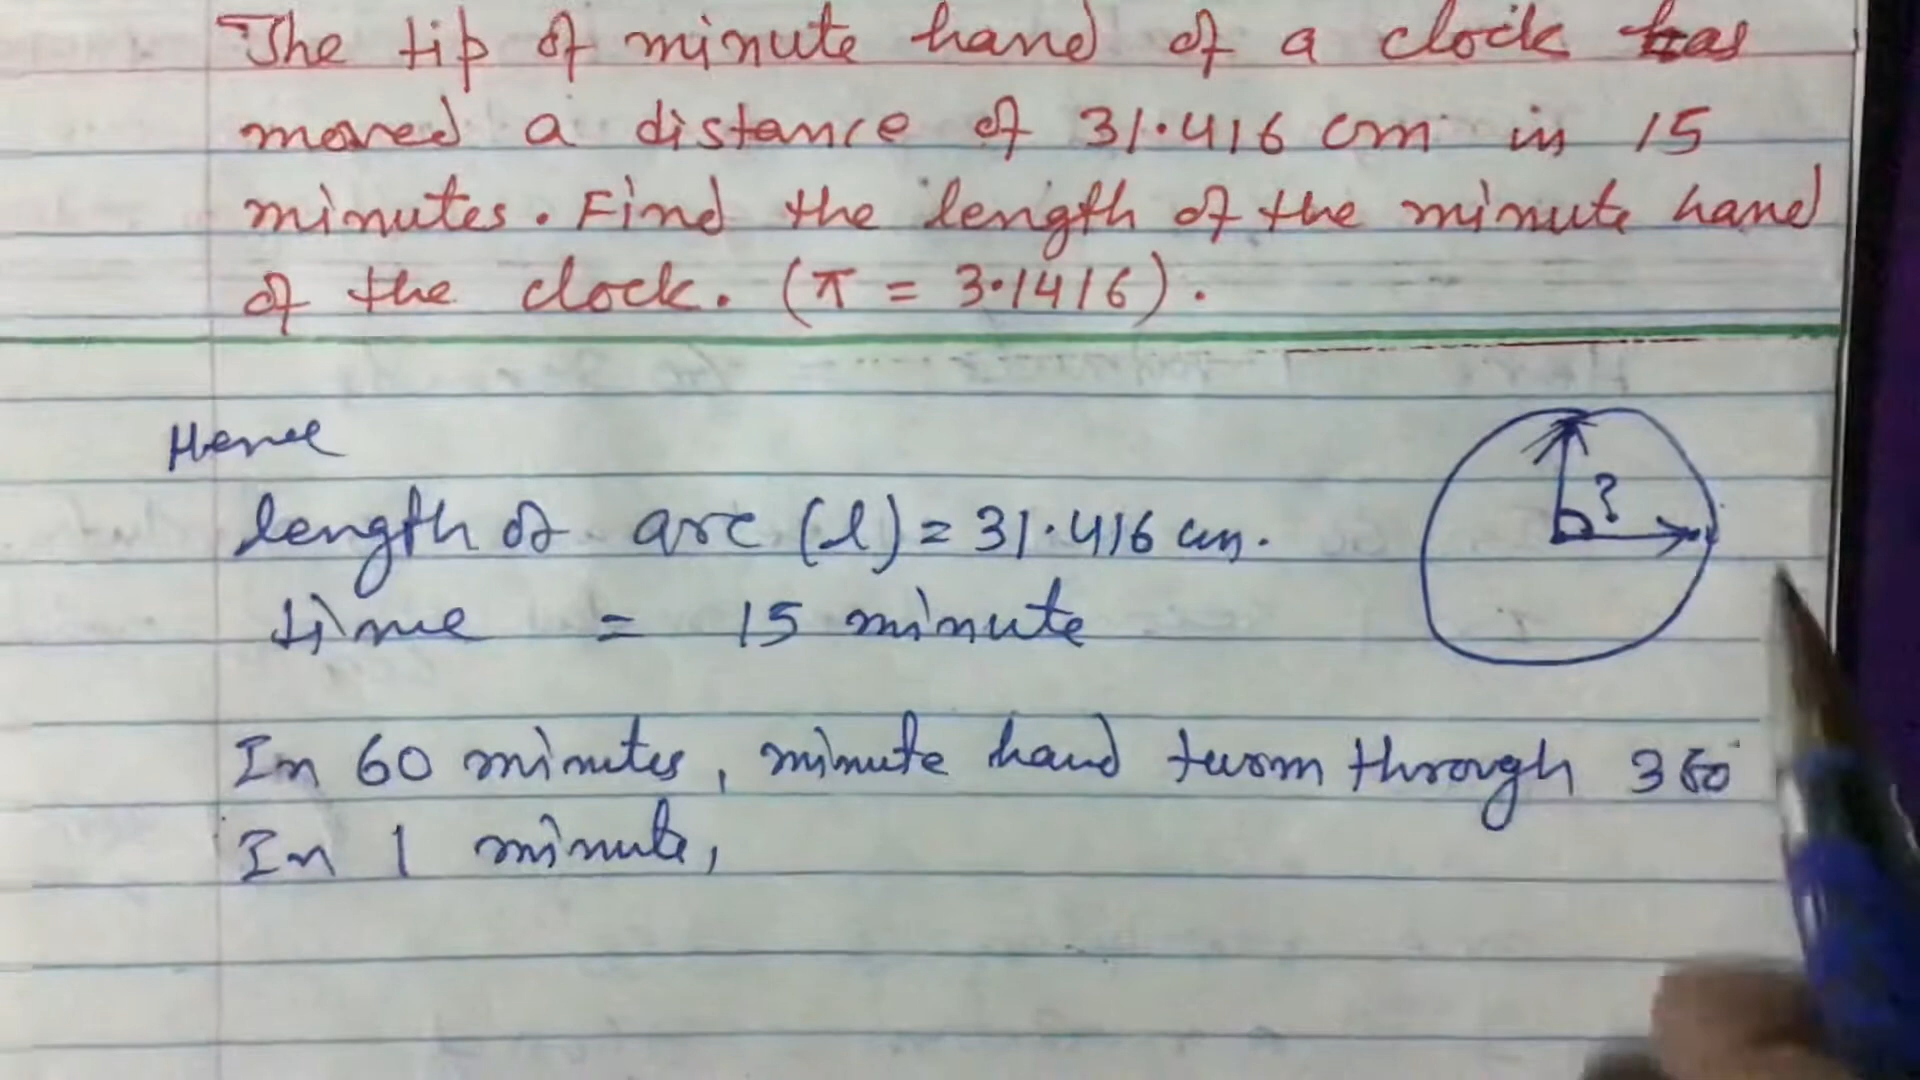 The tip of minute hand of a clock has
moved a distance of 31.416 cm in 15
minutes. Find the length of the minute hand
of the clock. (π = 3.1416).
Here
length of arc (l) = 31.416 cm.
?
time = 15 minute
In 60 minutes, minute hand turn through 360°
In 1 minute,